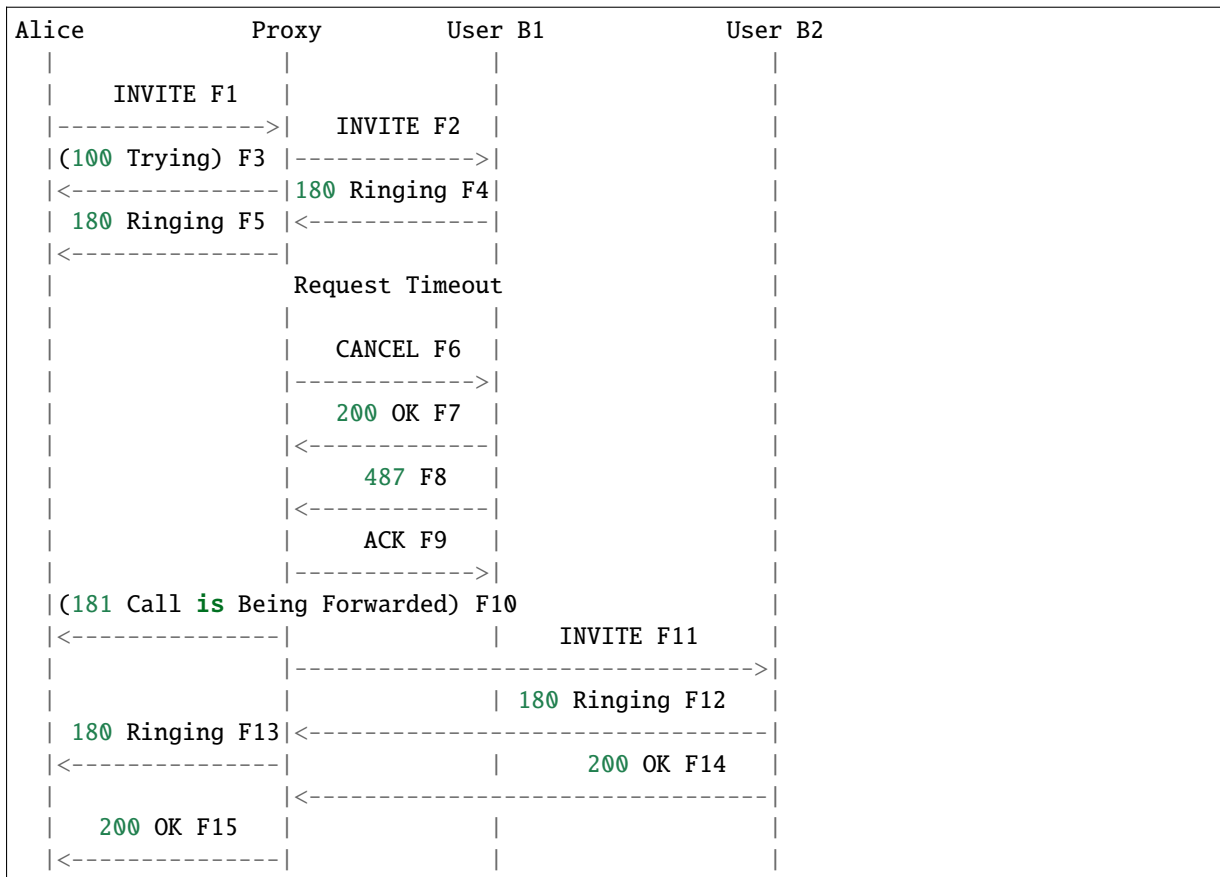 Alice Proxy User B1 User B2
INVITE F1
INVITE F2
(100 Trying) F3
180 Ringing F4
180 Ringing F5
Request Timeout
CANCEL F6
200 OK F7
487 F8
ACK F9
(181 Call is Being Forwarded) F10
INVITE F11
180 Ringing F12
180 Ringing F13
200 OK F14
200 OK F15